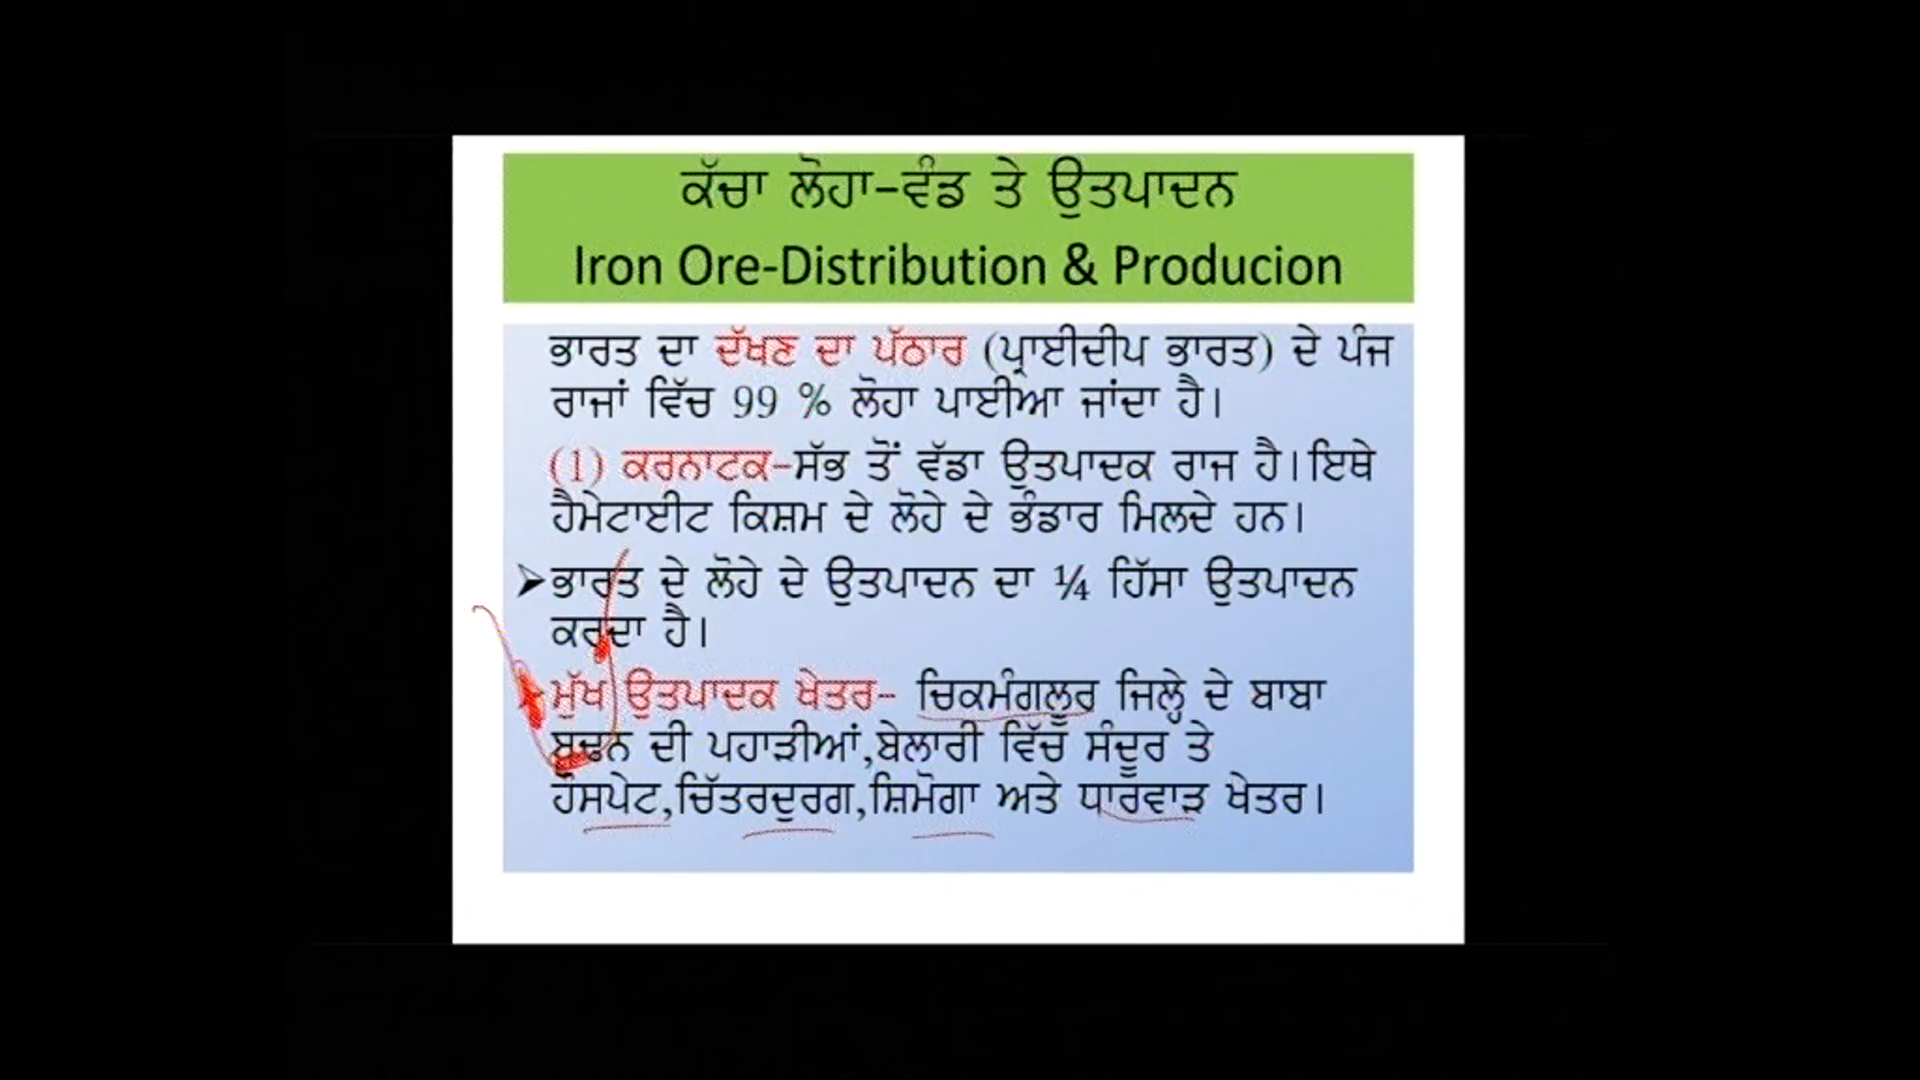 ਕੱਚਾ ਲੋਹਾ-ਵੰਡ ਤੇ ਉਤਪਾਦਨ
Iron Ore-Distribution & Producion
ਭਾਰਤ ਦਾ ਦੱਖਣ ਦਾ ਪੱਠਾਰ (ਪ੍ਰਾਈਦੀਪ ਭਾਰਤ) ਦੇ ਪੰਜ
ਰਾਜਾਂ ਵਿੱਚ 99 % ਲੋਹਾ ਪਾਈਆ ਜਾਂਦਾ ਹੈ।
(1) ਕਰਨਾਟਕ-ਸੱਭ ਤੋਂ ਵੱਡਾ ਉਤਪਾਦਕ ਰਾਜ ਹੈ।ਇਥੇ
ਹੈਮੇਟਾਈਟ ਕਿਸ਼ਮ ਦੇ ਲੋਹੇ ਦੇ ਭੰਡਾਰ ਮਿਲਦੇ ਹਨ।
➢ਭਾਰਤ ਦੇ ਲੋਹੇ ਦੇ ਉਤਪਾਦਨ ਦਾ ¼ ਹਿੱਸਾ ਉਤਪਾਦਨ
ਕਰਦਾ ਹੈ।
➢ਮੁੱਖ ਉਤਪਾਦਕ ਖੇਤਰ- ਚਿਕਮੰਗਲੂਰ ਜਿਲ੍ਹੇ ਦੇ ਬਾਬਾ
ਬੁਢਨ ਦੀ ਪਹਾੜੀਆਂ,ਬੇਲਾਰੀ ਵਿੱਚ ਸੰਦੂਰ ਤੇ
ਹੌਸਪੇਟ,ਚਿੱਤਰਦੁਰਗ,ਸ਼ਿਮੋਗਾ ਅਤੇ ਧਾਰਵਾੜ ਖੇਤਰ।